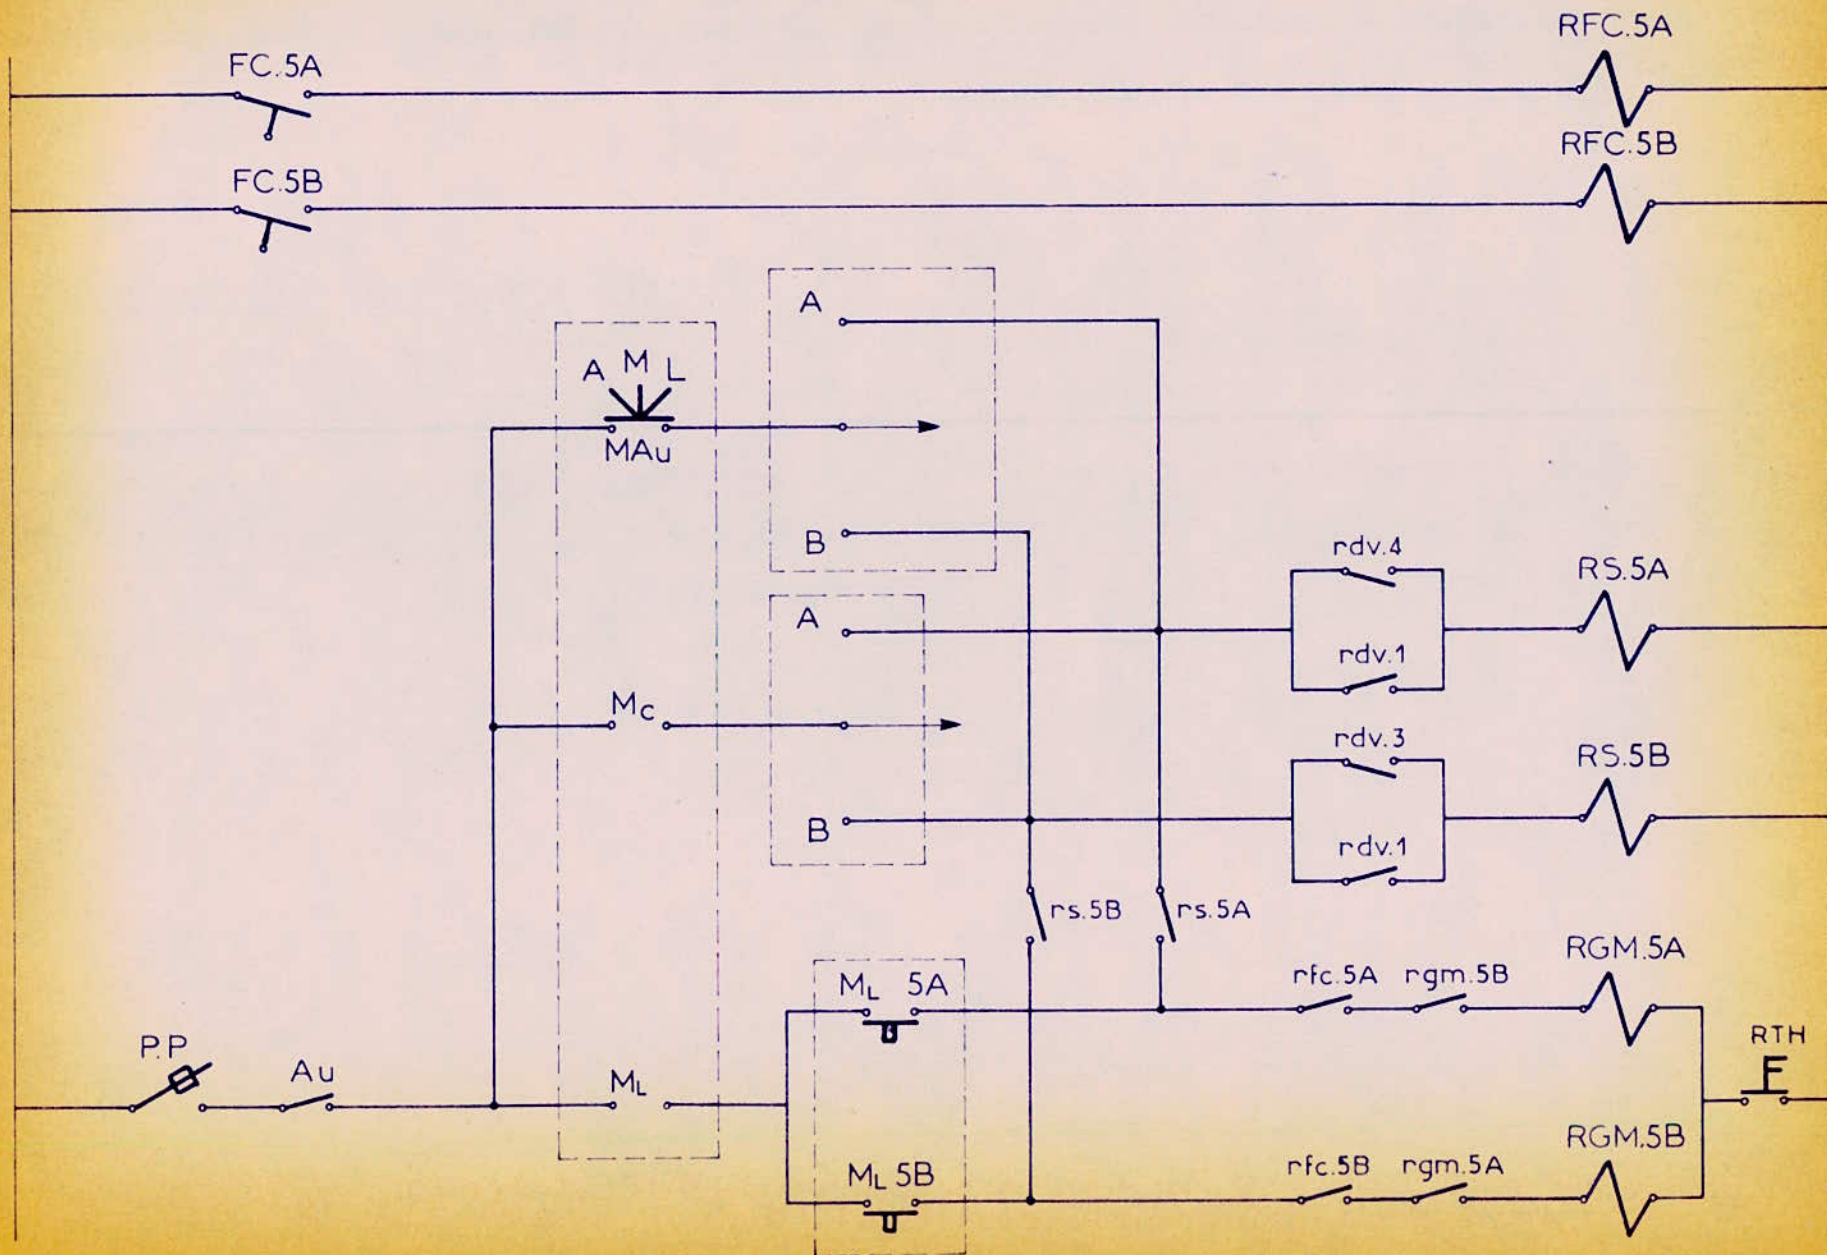 RFC.5A
FC.5A
RFC.5B
FC.5B
A
A M L
MAu
B
rdv.4
RS.5A
A
rdv.1
Mc
rdv.3
RS.5B
B
rdv.1
rs.5B
rs.5A
RGM.5A
ML 5A
rfc.5A
rgm.5B
P.P
Au
ML
RTH
F
RGM.5B
ML 5B
rfc.5B
rgm.5A